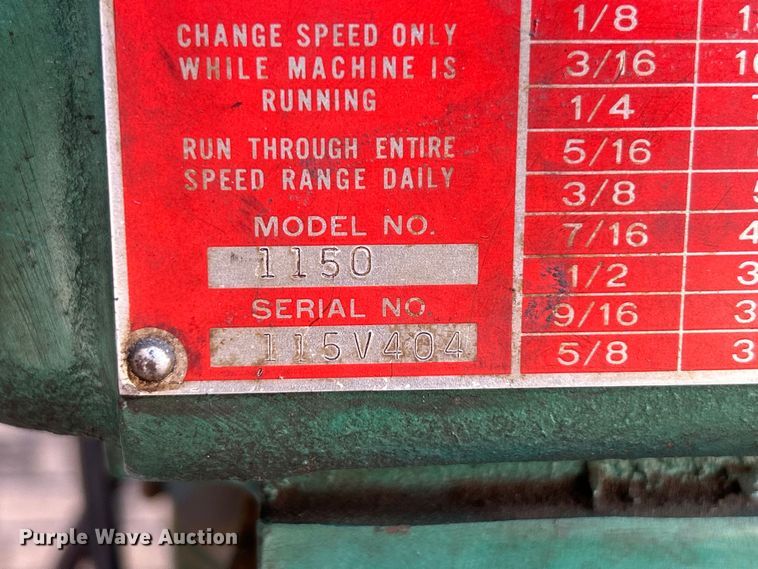 CHANGE SPEED ONLY
WHILE MACHINE IS
RUNNING
RUN THROUGH ENTIRE
SPEED RANGE DAILY
MODEL NO.
1150
SERIAL NO
115V404
1/8
3/16
1/4
5/16
3/8
7/16
1/2
9/16
5/8
Purple Wave Auction